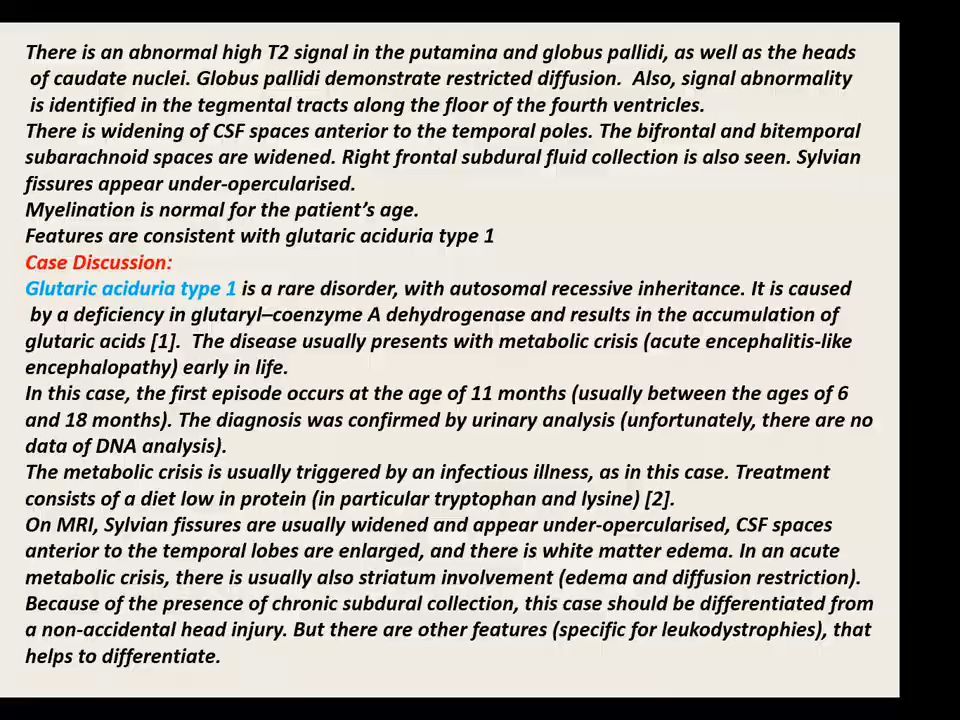 There is an abnormal high T2 signal in the putamina and globus pallidi, as well as the heads
of caudate nuclei. Globus pallidi demonstrate restricted diffusion.  Also, signal abnormality
is identified in the tegmental tracts along the floor of the fourth ventricles.
There is widening of CSF spaces anterior to the temporal poles. The bifrontal and bitemporal
subarachnoid spaces are widened. Right frontal subdural fluid collection is also seen. Sylvian
fissures appear under-opercularised.
Myelination is normal for the patient's age.
Features are consistent with glutaric aciduria type 1
Case Discussion:
Glutaric aciduria type 1 is a rare disorder, with autosomal recessive inheritance. It is caused
by a deficiency in glutaryl–coenzyme A dehydrogenase and results in the accumulation of
glutaric acids [1].  The disease usually presents with metabolic crisis (acute encephalitis-like
encephalopathy) early in life.
In this case, the first episode occurs at the age of 11 months (usually between the ages of 6
and 18 months). The diagnosis was confirmed by urinary analysis (unfortunately, there are no
data of DNA analysis).
The metabolic crisis is usually triggered by an infectious illness, as in this case. Treatment
consists of a diet low in protein (in particular tryptophan and lysine) [2].
On MRI, Sylvian fissures are usually widened and appear under-opercularised, CSF spaces
anterior to the temporal lobes are enlarged, and there is white matter edema. In an acute
metabolic crisis, there is usually also striatum involvement (edema and diffusion restriction).
Because of the presence of chronic subdural collection, this case should be differentiated from
a non-accidental head injury. But there are other features (specific for leukodystrophies), that
helps to differentiate.